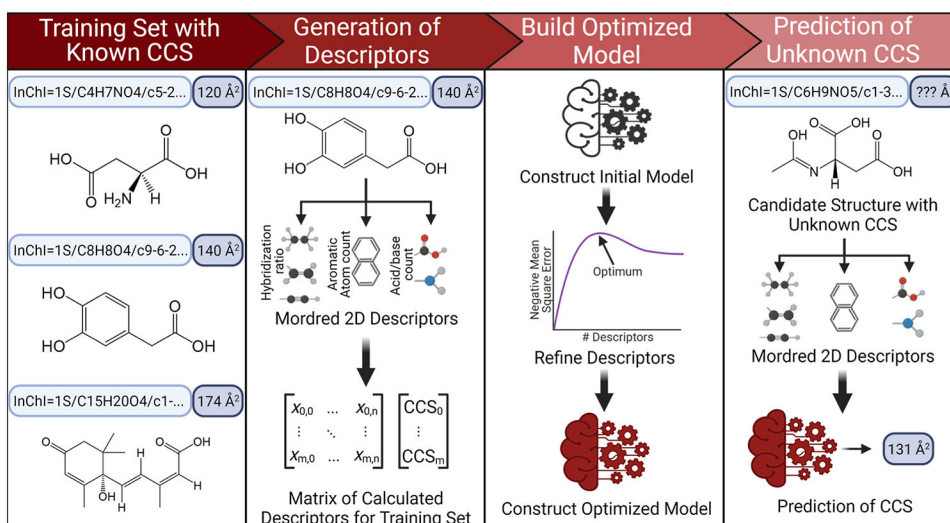 Training Set with
Known CCS
Generation of
Descriptors
Build Optimized
Model
Prediction of
Unknown CCS
InChI=1S/C4H7NO4/c5-2... 120 Å²
O
HO
OH
O
H₂N
H
InChI=1S/C8H8O4/c9-6-2... 140 Å²
HO
HO
O
OH
InChI=1S/C15H20O4/c1-... 174 Å²
O
O
OH
H
OH
H
H
InChI=1S/C8H8O4/c9-6-2... 140 Å²
HO
HO
O
OH
Hybridization
ratio
Aromatic
Atom count
Acid/base
count
Mordred 2D Descriptors
X0,0 ... X0,n CCS0
⋮ ⋱ ⋮ ⋮
Xm,0 ... Xm,n CCSm
Matrix of Calculated
Descriptors for Training Set
Construct Initial Model
Negative Mean
Square Error
Optimum
# Descriptors
Refine Descriptors
Construct Optimized Model
InChI=1S/C6H9NO5/c1-3... ??? Å
OH
O
OH
O
N
H
OH
Candidate Structure with
Unknown CCS
Mordred 2D Descriptors
131 Å²
Prediction of CCS